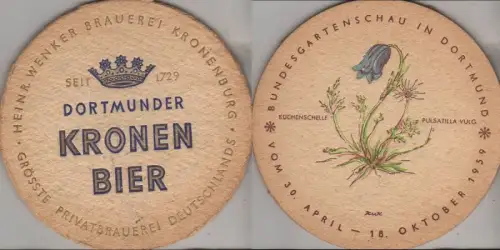 HEINR. WENKER BRAUEREI KRONENBURG ·
SEIT 1729
DORTMUNDER
KRONEN
BIER
· GRÖSSTE PRIVATBRAUEREI DEUTSCHLANDS ·
BUNDESGARTENSCHAU IN DORTMUND
KÜCHENSCHELLE
PULSATILLA VULG.
VOM 30. APRIL — 18. OKTOBER 1959